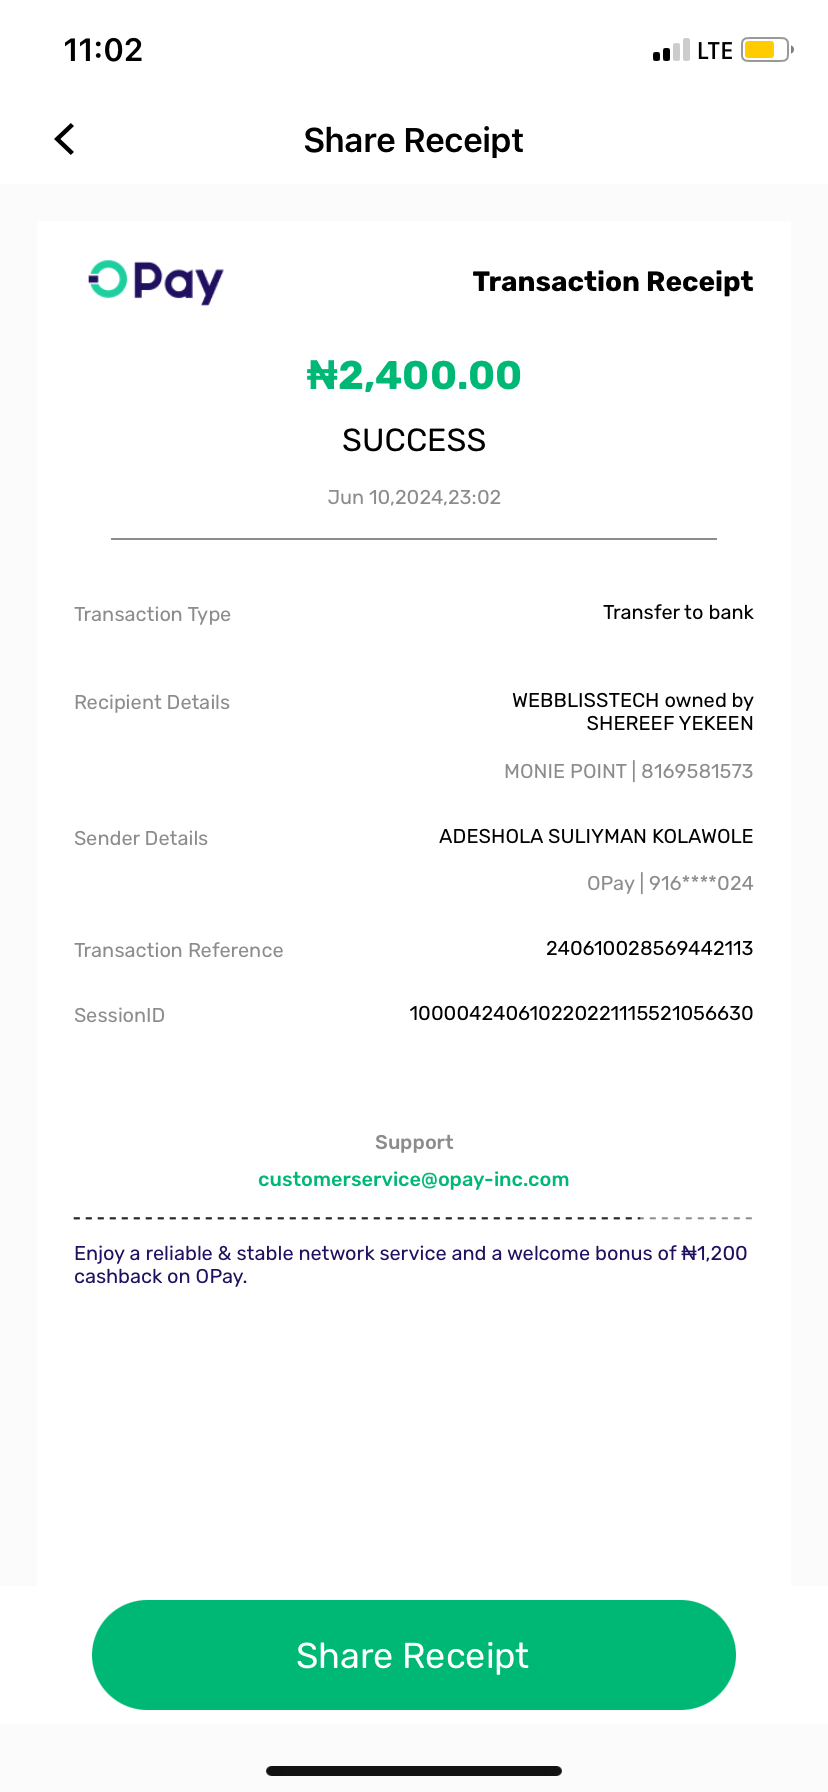 11:02
LTE
Share Receipt
OPay
Transaction Receipt
₦2,400.00
SUCCESS
Jun 10,2024,23:02
Transaction Type
Transfer to bank
Recipient Details
WEBBLISSTECH owned by
SHEREEF YEKEEN
MONIE POINT | 8169581573
Sender Details
ADESHOLA SULIYMAN KOLAWOLE
OPay | 916****024
Transaction Reference
240610028569442113
SessionID
100004240610220221115521056630
Support
customerservice@opay-inc.com
Enjoy a reliable & stable network service and a welcome bonus of ₦1,200
cashback on OPay.
Share Receipt